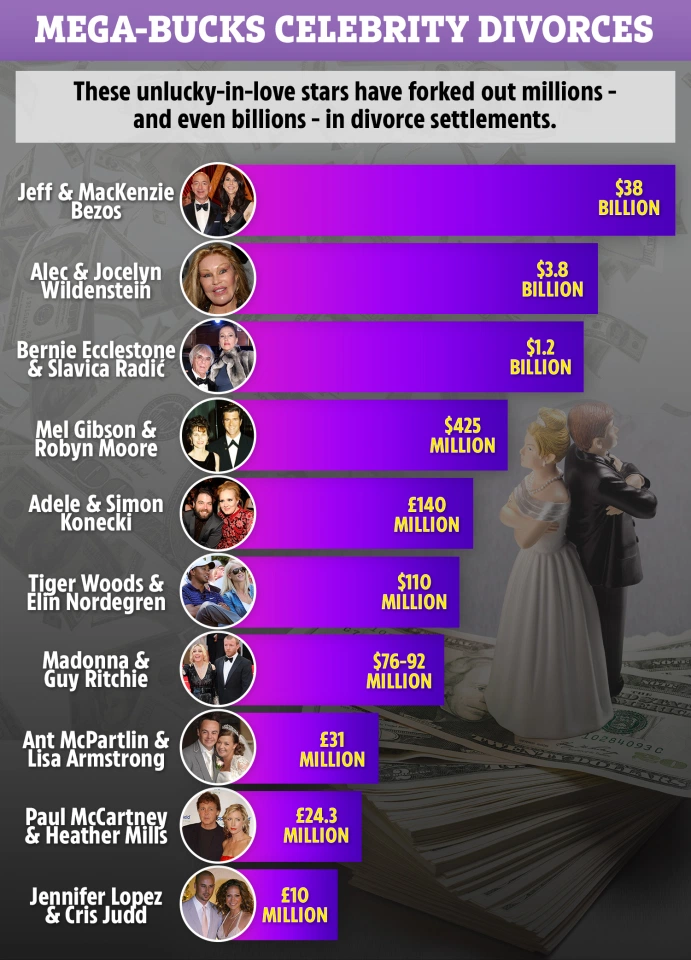 MEGA-BUCKS CELEBRITY DIVORCES
These unlucky-in-love stars have forked out millions -
and even billions - in divorce settlements.
Jeff & MacKenzie
Bezos
$38
BILLION
Alec & Jocelyn
Wildenstein
$3.8
BILLION
Bernie Ecclestone
& Slavica Radić
$1.2
BILLION
Mel Gibson &
Robyn Moore
$425
MILLION
Adele & Simon
Konecki
£140
MILLION
Tiger Woods &
Elin Nordegren
$110
MILLION
Madonna &
Guy Ritchie
$76-92
MILLION
Ant McPartlin &
Lisa Armstrong
£31
MILLION
Paul McCartney
& Heather Mills
£24.3
MILLION
Jennifer Lopez
& Cris Judd
£10
MILLION